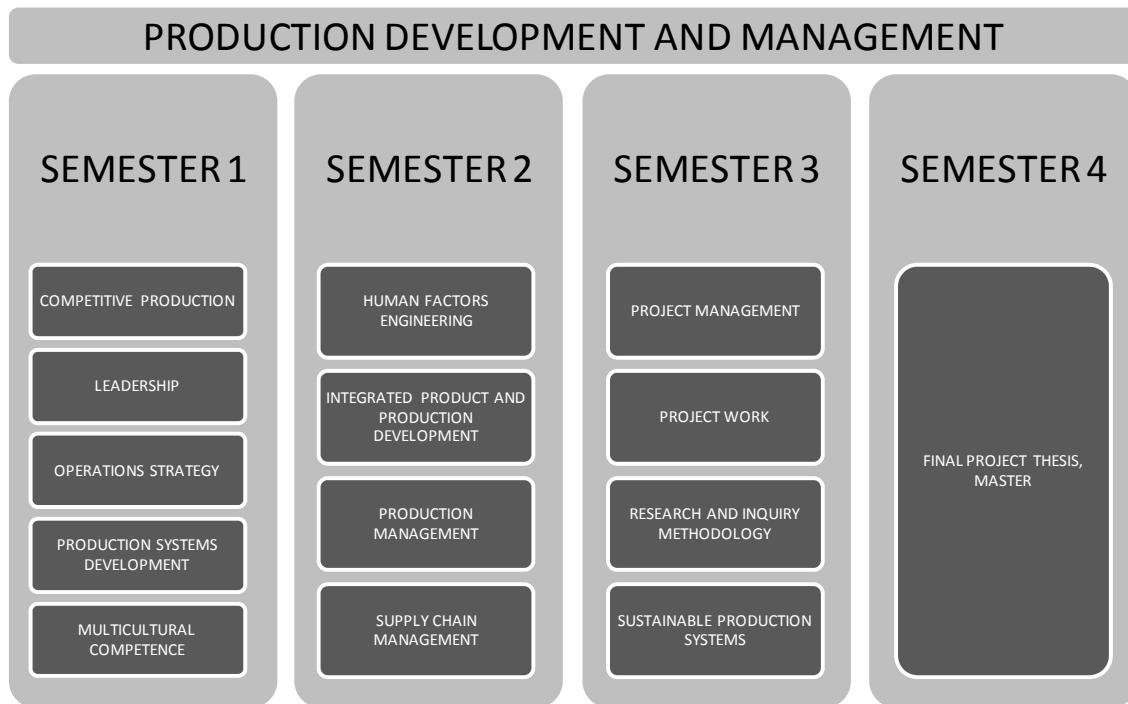 PRODUCTION DEVELOPMENT AND MANAGEMENT
SEMESTER 1
COMPETITIVE PRODUCTION
LEADERSHIP
OPERATIONS STRATEGY
PRODUCTION SYSTEMS
DEVELOPMENT
MULTICULTURAL
COMPETENCE
SEMESTER 2
HUMAN FACTORS
ENGINEERING
INTEGRATED PRODUCT AND
PRODUCTION
DEVELOPMENT
PRODUCTION
MANAGEMENT
SUPPLY CHAIN
MANAGEMENT
SEMESTER 3
PROJECT MANAGEMENT
PROJECT WORK
RESEARCH AND INQUIRY
METHODOLOGY
SUSTAINABLE PRODUCTION
SYSTEMS
SEMESTER 4
FINAL PROJECT THESIS,
MASTER